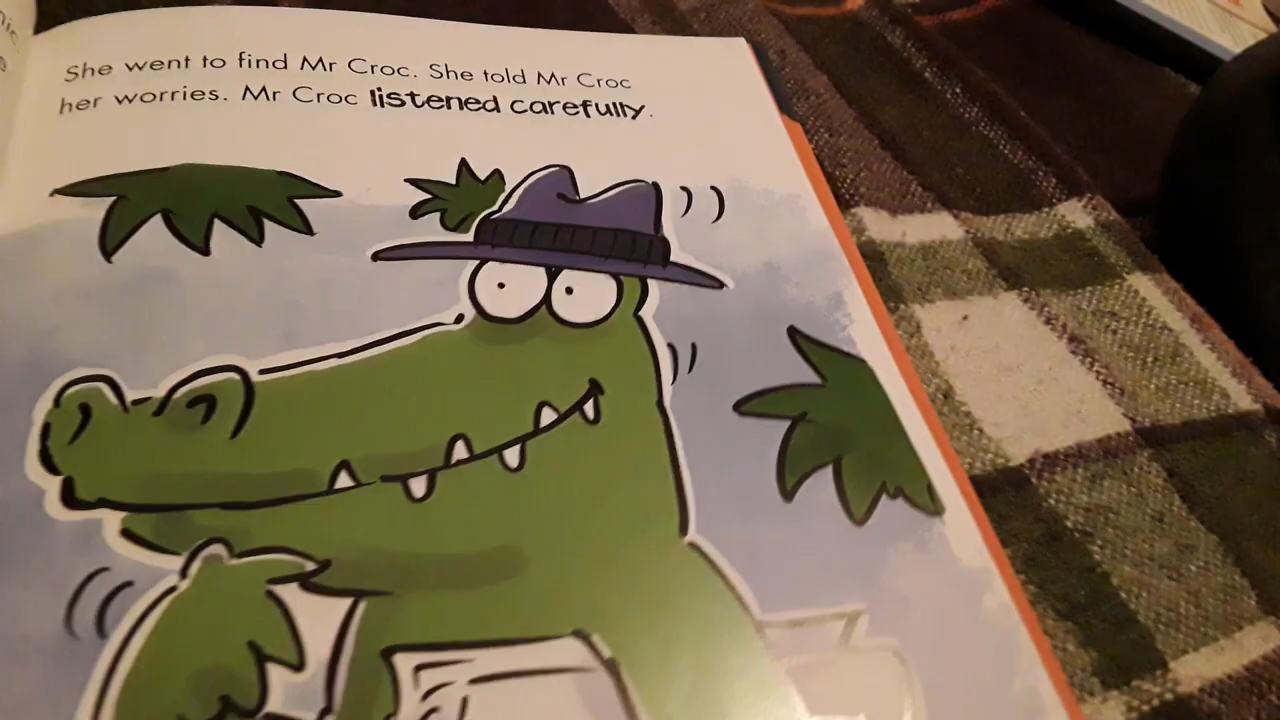 She went to find Mr Croc. She told Mr Croc
her worries. Mr Croc listened carefully.